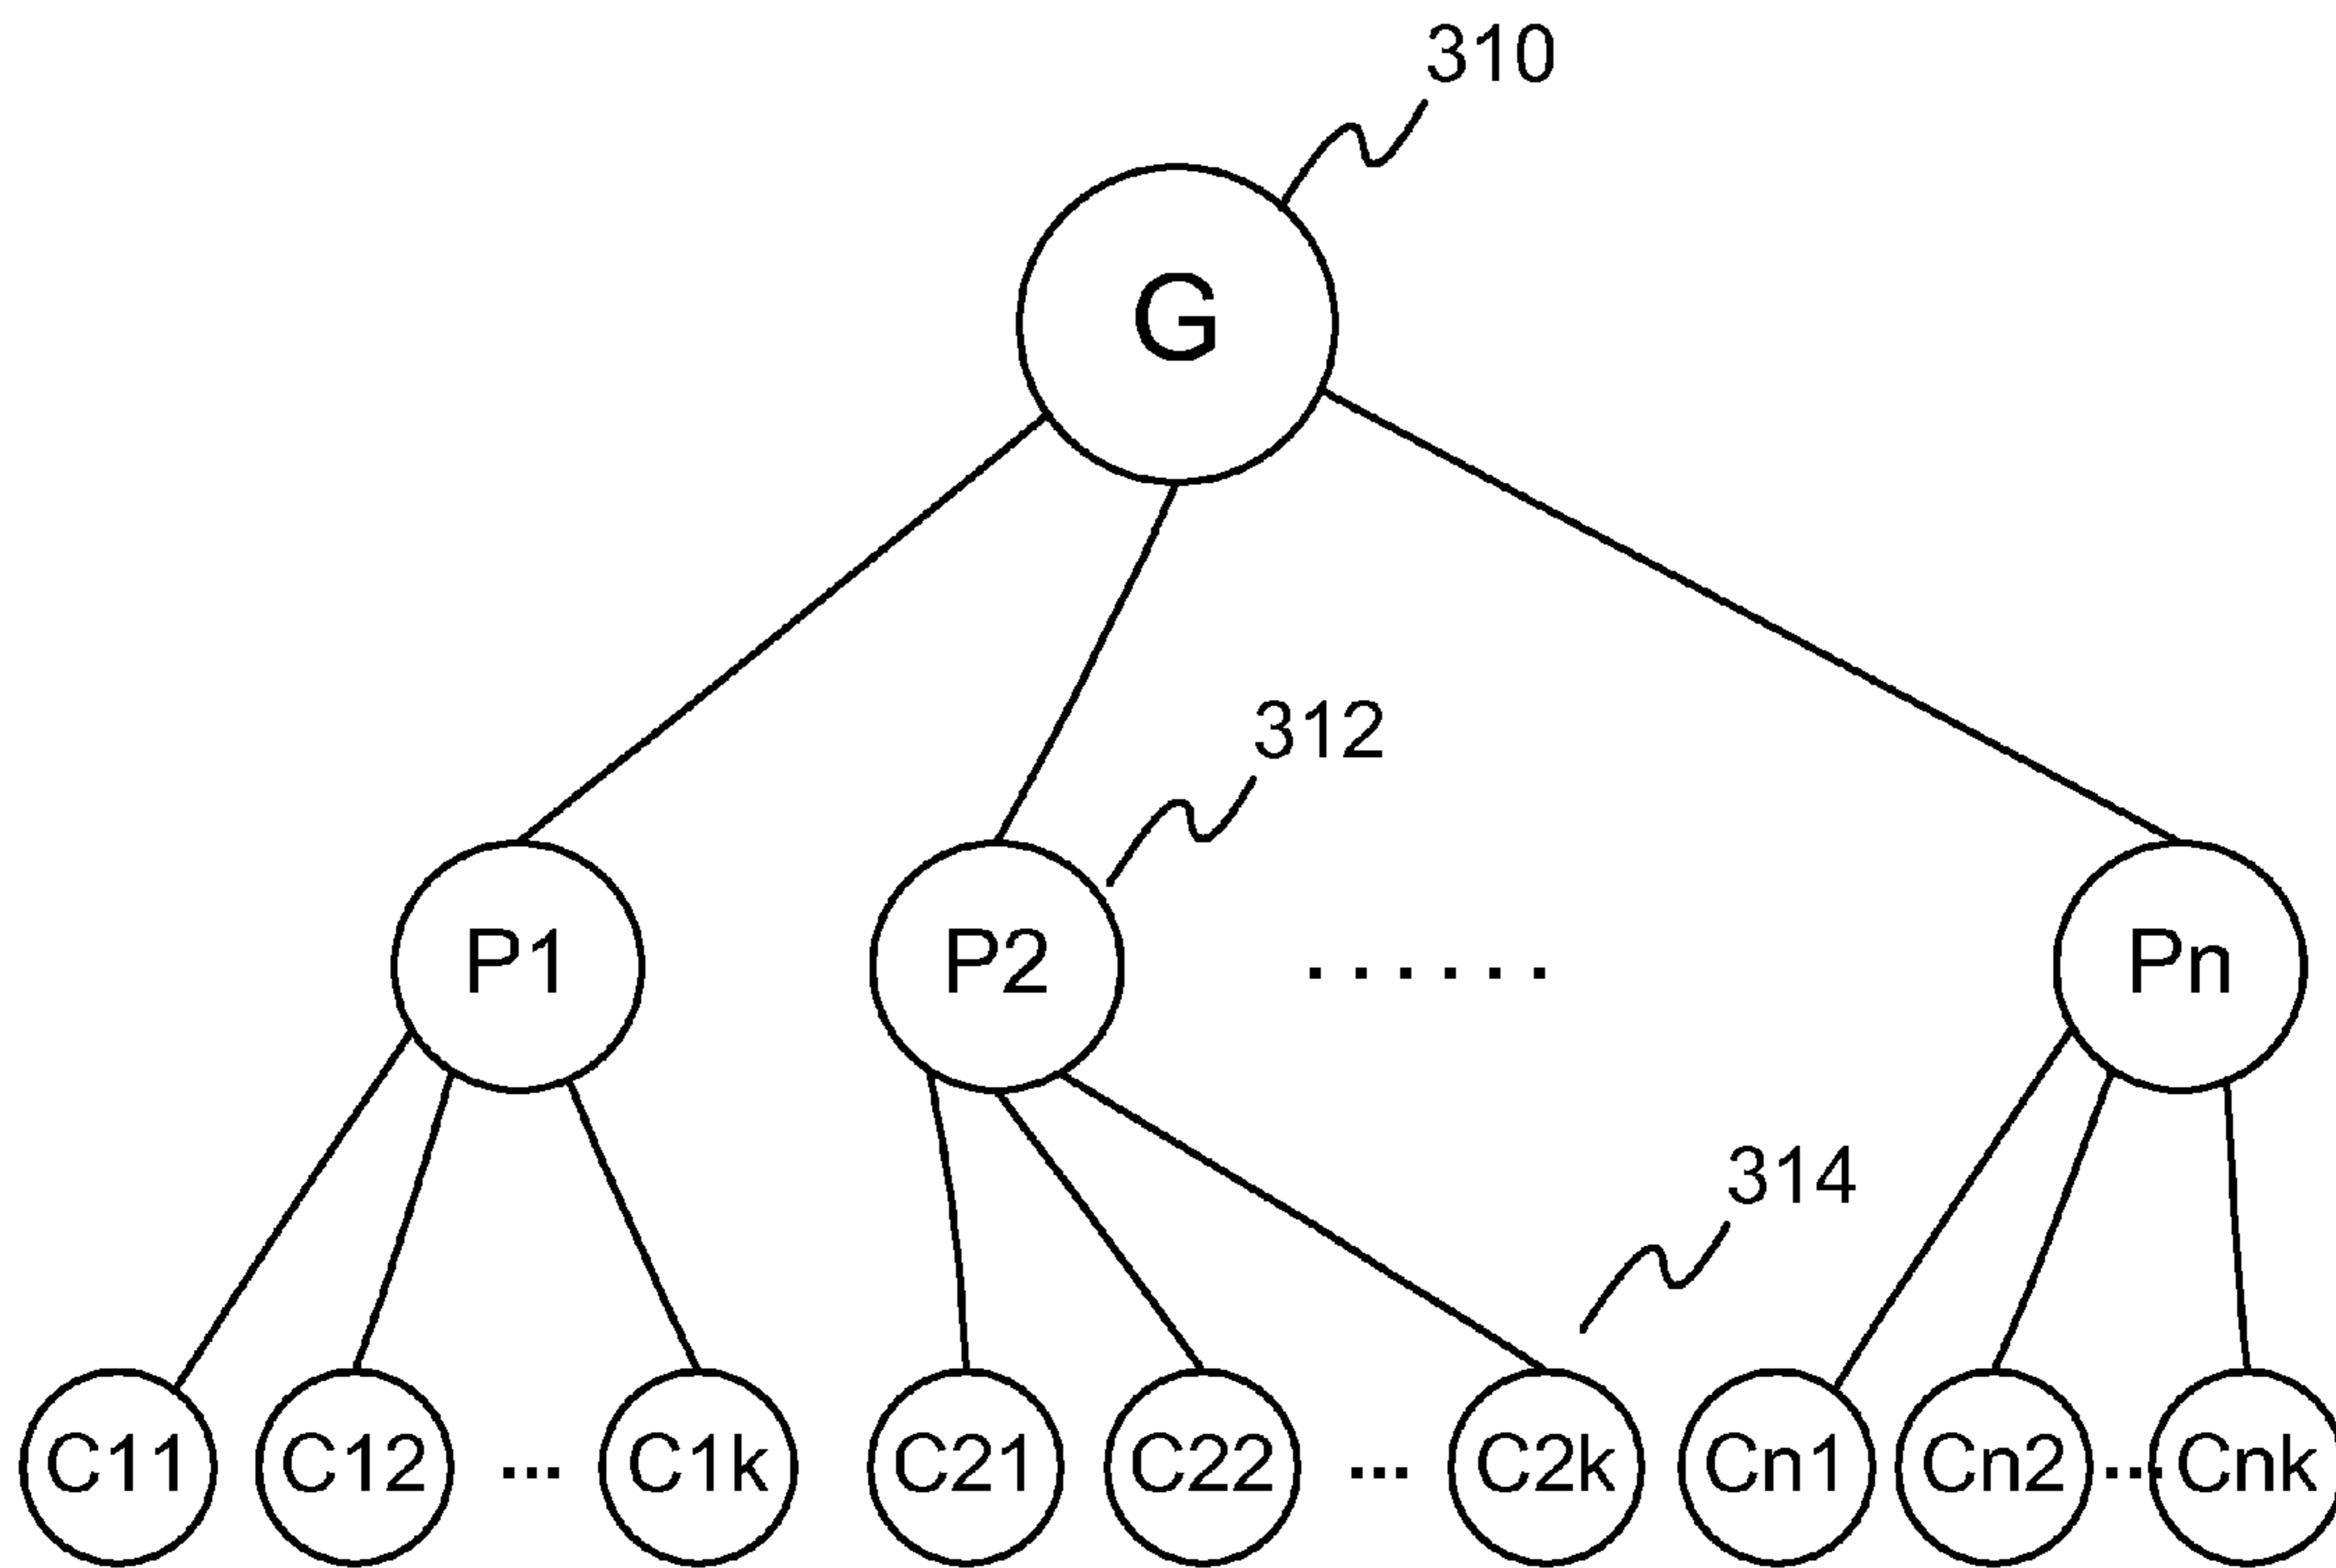 310
G
312
P1 P2 ...... Pn
314
C11 C12 ... C1k C21 C22 ... C2k Cn1 Cn2 ... Cnk